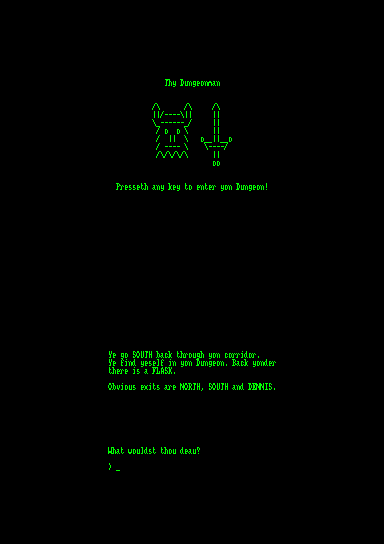 Thy Dungeonman
Presseth any key to enter yon Dungeon!
Ye go SOUTH back through yon corridor.
Ye find yeself in yon Dungeon. Back yonder
there is a FLASK.
Obvious exits are NORTH, SOUTH and DENNIS.
What wouldst thou deau?
> _